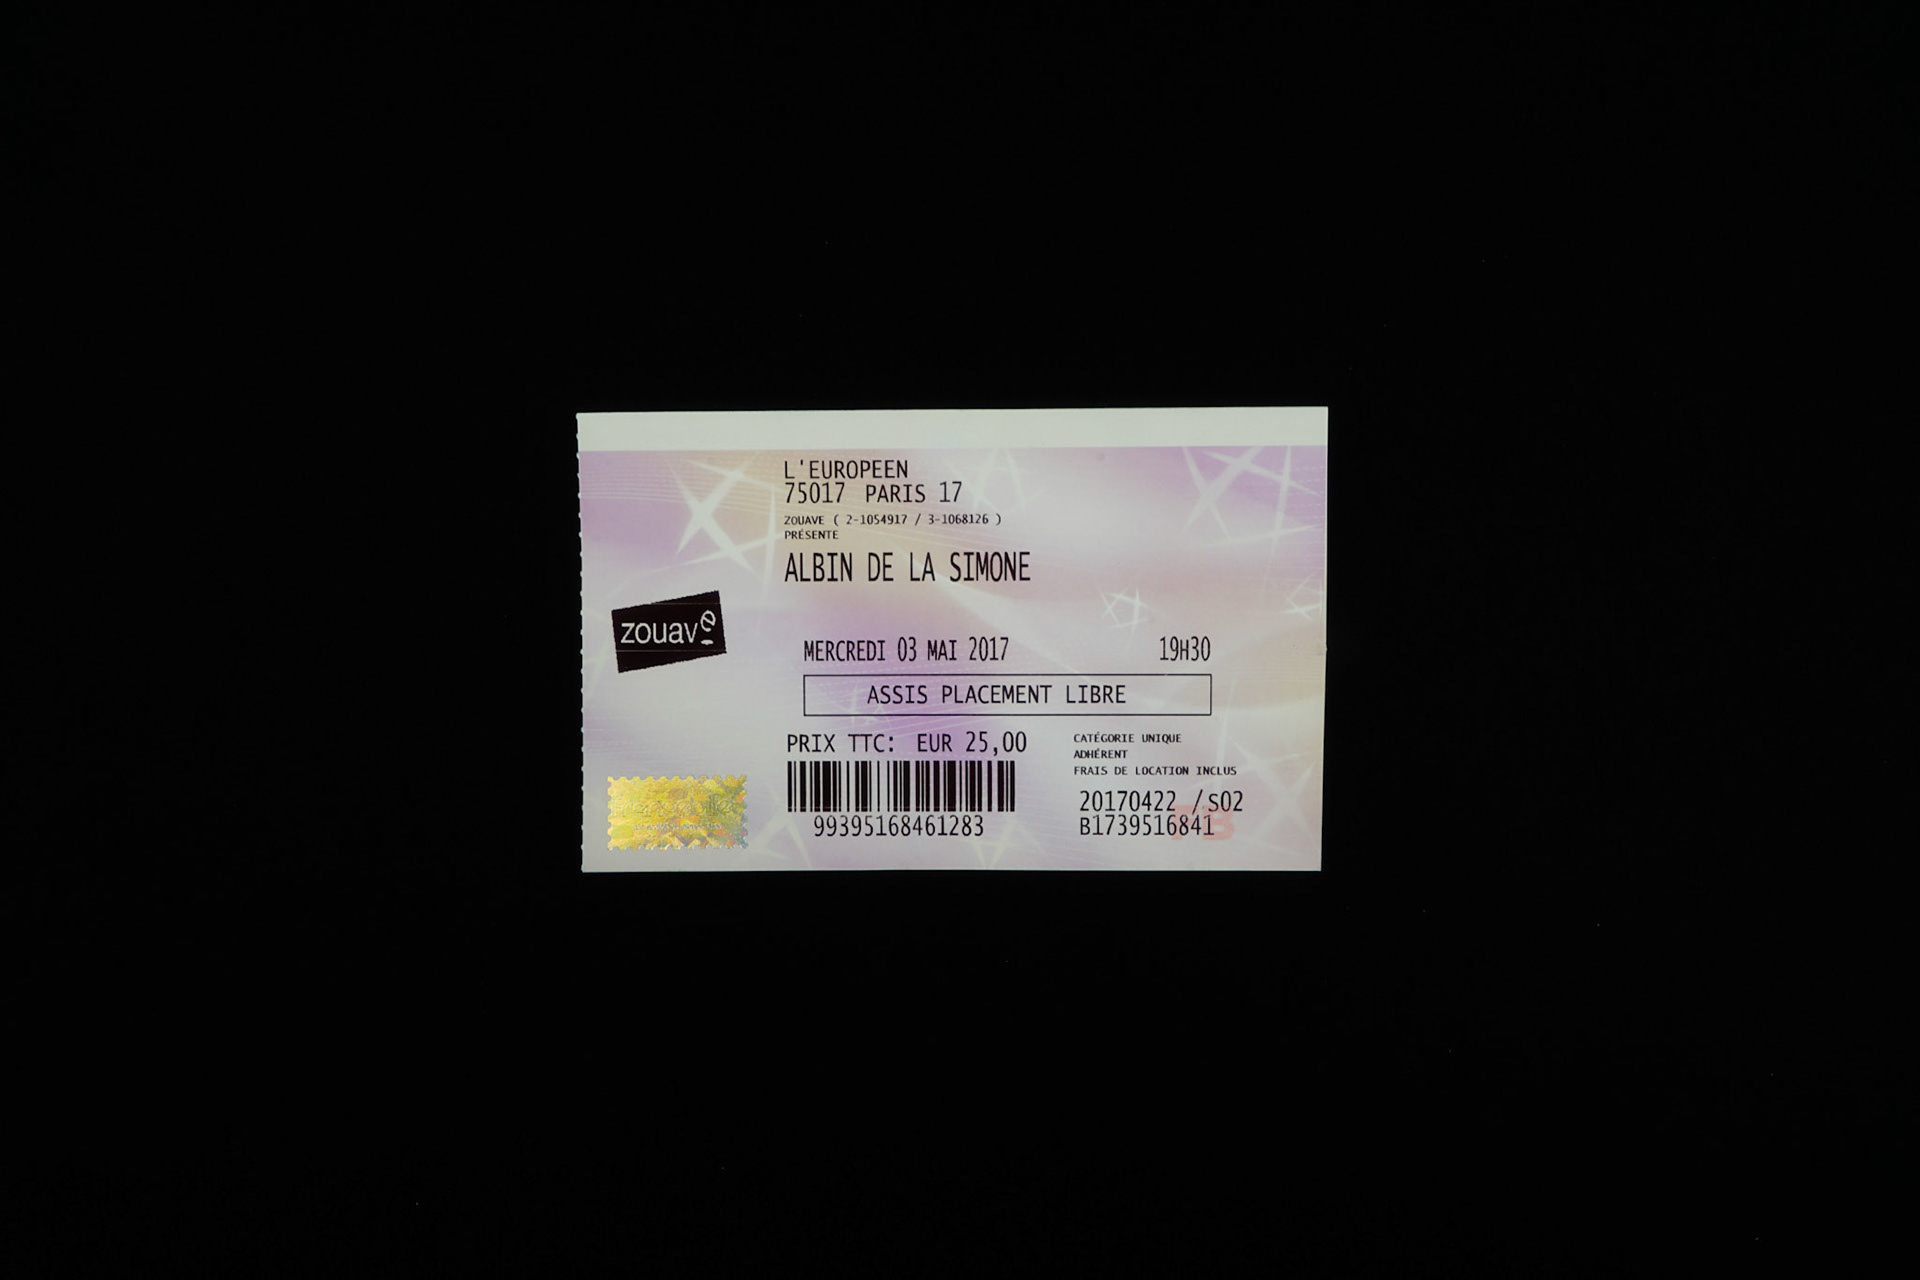 L'EUROPEEN
75017 PARIS 17
ZOUAVE ( 2-1054917 / 3-1068126 )
PRÉSENTE
ALBIN DE LA SIMONE
zouave
MERCREDI 03 MAI 2017 19H30
ASSIS PLACEMENT LIBRE
PRIX TTC: EUR 25,00
CATÉGORIE UNIQUE
ADHÉRENT
FRAIS DE LOCATION INCLUS
20170422 /S02
99395168461283
B1739516841